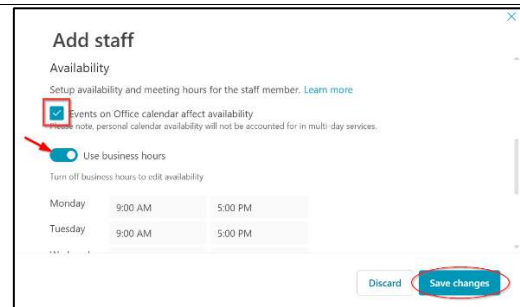 Add staff
Availability
Setup availability and meeting hours for the staff member. Learn more
Events on Office calendar affect availability
Please note, personal calendar availability will not be accounted for in multi-day services.
Use business hours
Turn off business hours to edit availability
Monday 9:00 AM 5:00 PM
Tuesday 9:00 AM 5:00 PM
Discard Save changes